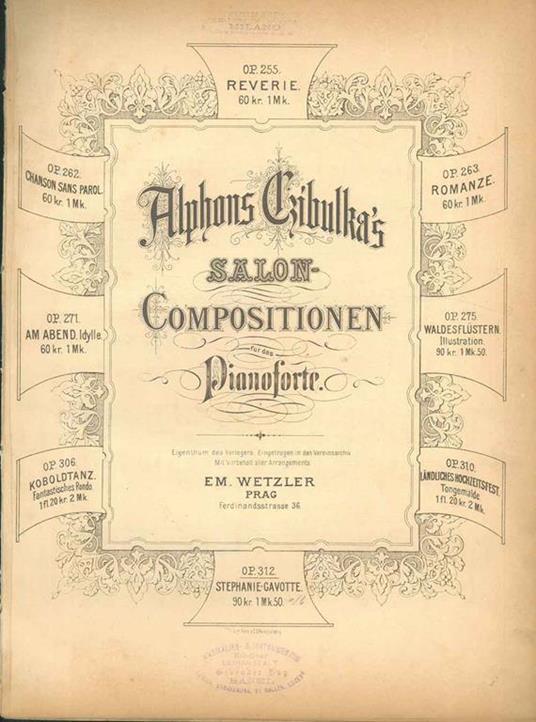 MILANO
OP. 255.
REVERIE.
60 kr. 1 Mk.
OP. 262.
CHANSON SANS PAROL.
60 kr. 1 Mk.
OP. 263.
ROMANZE.
60 kr. 1 Mk.
Alphons Czibulka's
SALON-
COMPOSITIONEN
für das
Pianoforte.
OP. 271.
AM ABEND. Idylle.
60 kr. 1 Mk.
OP. 275.
WALDESFLÜSTERN.
Illustration.
90 kr. 1 Mk. 50.
Eigenthum des Verlegers. Eingetragen in das Vereinsarchiv.
Mit Vorbehalt aller Arrangements.
EM. WETZLER
PRAG
Ferdinandsstrasse 36.
OP. 306.
KOBOLDTANZ.
Fantastisches Rondo.
1 fl. 20 kr. 2 Mk.
OP. 310.
LÄNDLICHES HOCHZEITSFEST.
Tongemälde
1 fl. 20 kr. 2 Mk.
OP. 312.
STEPHANIE-GAVOTTE.
90 kr. 1 Mk. 50.
Gebrüder Hug
BASEL